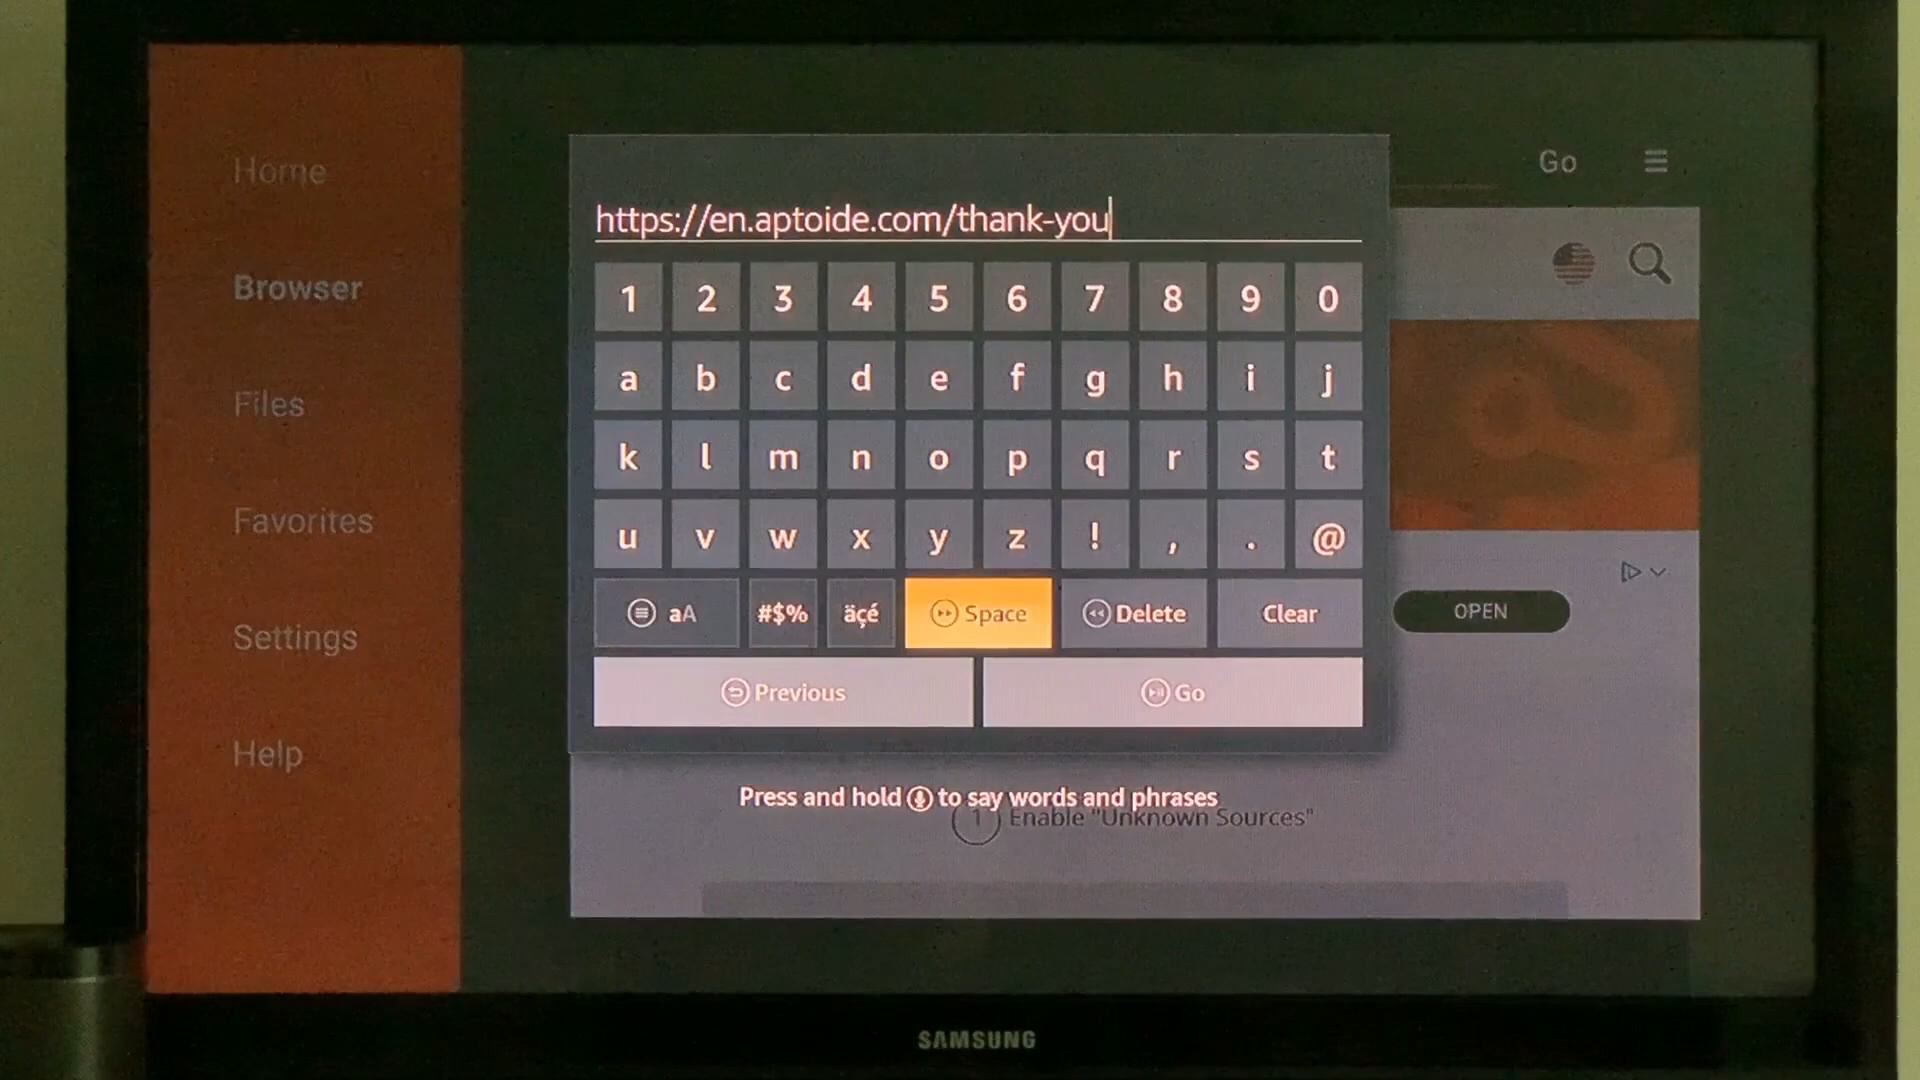 Home
Browser
Files
Favorites
Settings
Help
Go
https://en.aptoide.com/thank-you
1 2 3 4 5 6 7 8 9 0
a b c d e f g h i j
k l m n o p q r s t
u v w x y z ! , . @
aA #$% äçé Space Delete Clear
Previous Go
OPEN
Press and hold to say words and phrases
1 Enable "Unknown Sources"
SAMSUNG